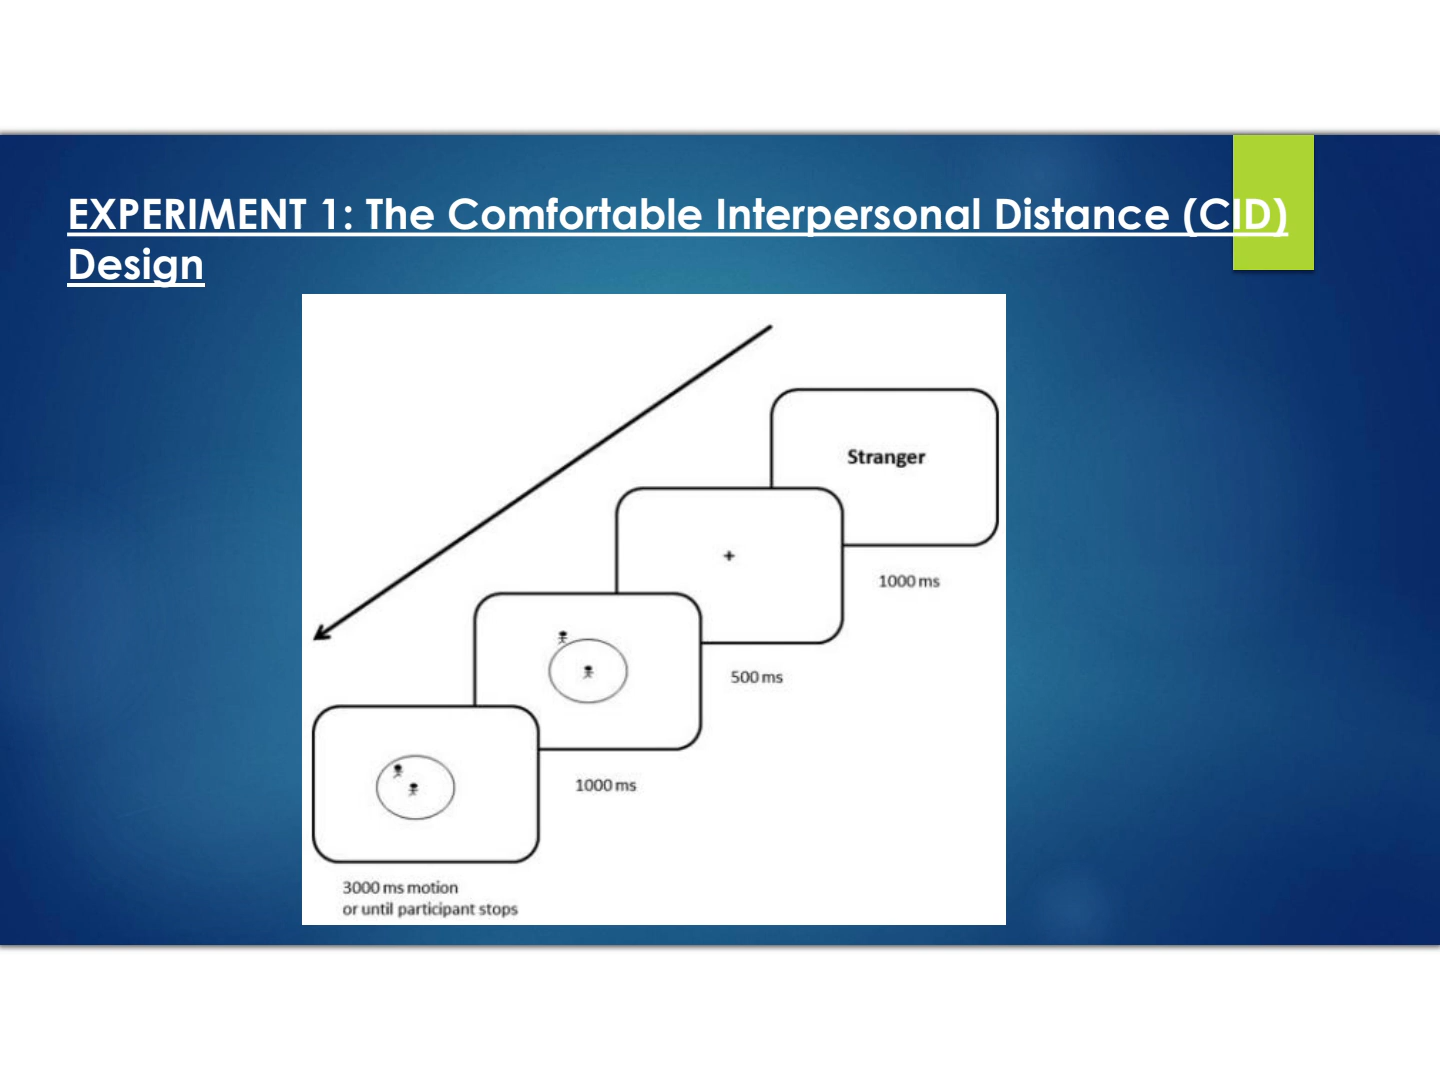 EXPERIMENT 1: The Comfortable Interpersonal Distance (CID)
Design
Stranger
+
1000 ms
500 ms
1000 ms
3000 ms motion
or until participant stops